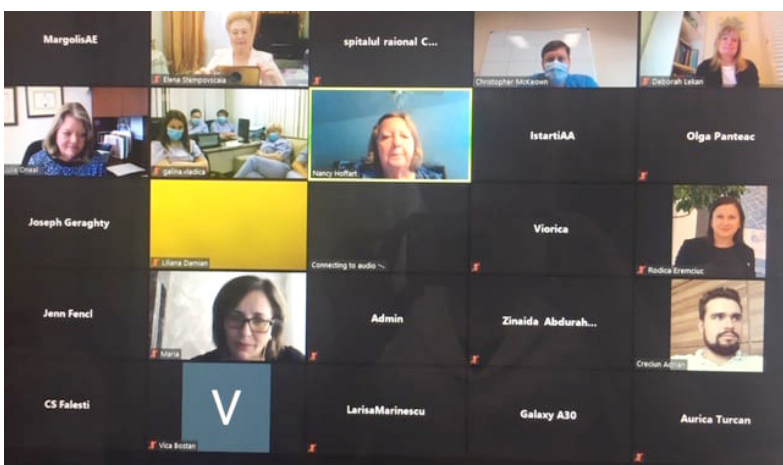 MargolisAE
Elena Stempovscaia
spitalul raional C...
Christopher McKeown
Deborah Lekan
Julie Oneal
galina.vladica
Nancy Hoffart
IstartiAA
Olga Panteac
Joseph Geraghty
Liliana Damian
Connecting to audio
Viorica
Rodica Eremciuc
Jenn Fencl
Maria
Admin
Zinaida Abdurah...
Creciun Adrian
CS Falesti
V
Vica Bostan
LarisaMarinescu
Galaxy A30
Aurica Turcan